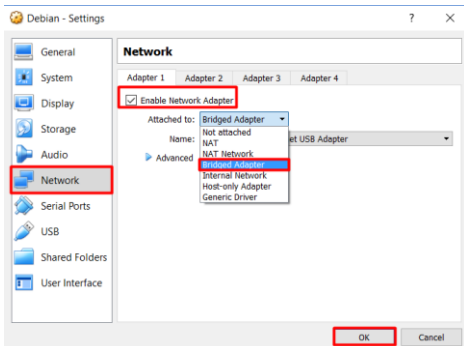 Debian - Settings ? ×
General
System
Display
Storage
Audio
Network
Serial Ports
USB
Shared Folders
User Interface
Network
Adapter 1 Adapter 2 Adapter 3 Adapter 4
Enable Network Adapter
Attached to: Bridged Adapter
Not attached
NAT
NAT Network
Bridged Adapter
Internal Network
Host-only Adapter
Generic Driver
Name: USB Adapter
Advanced
OK Cancel